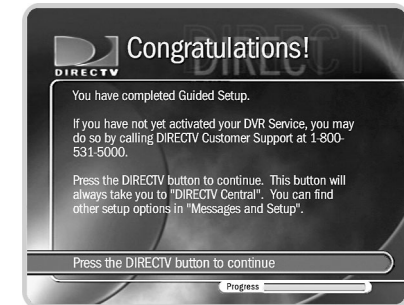 DIRECTV
Congratulations!
You have completed Guided Setup.
If you have not yet activated your DVR Service, you may
do so by calling DIRECTV Customer Support at 1-800-
531-5000.
Press the DIRECTV button to continue. This button will
always take you to "DIRECTV Central". You can find
other setup options in "Messages and Setup".
Press the DIRECTV button to continue
Progress